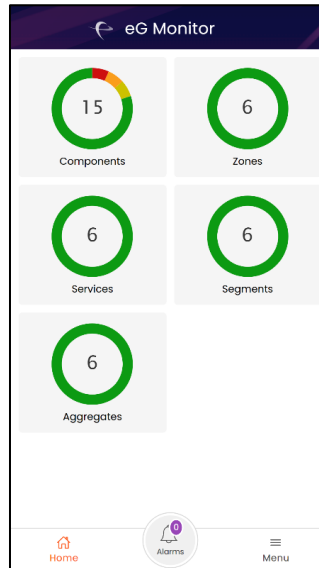 eG Monitor
15
Components
6
Zones
6
Services
6
Segments
6
Aggregates
Home
0
Alarms
Menu